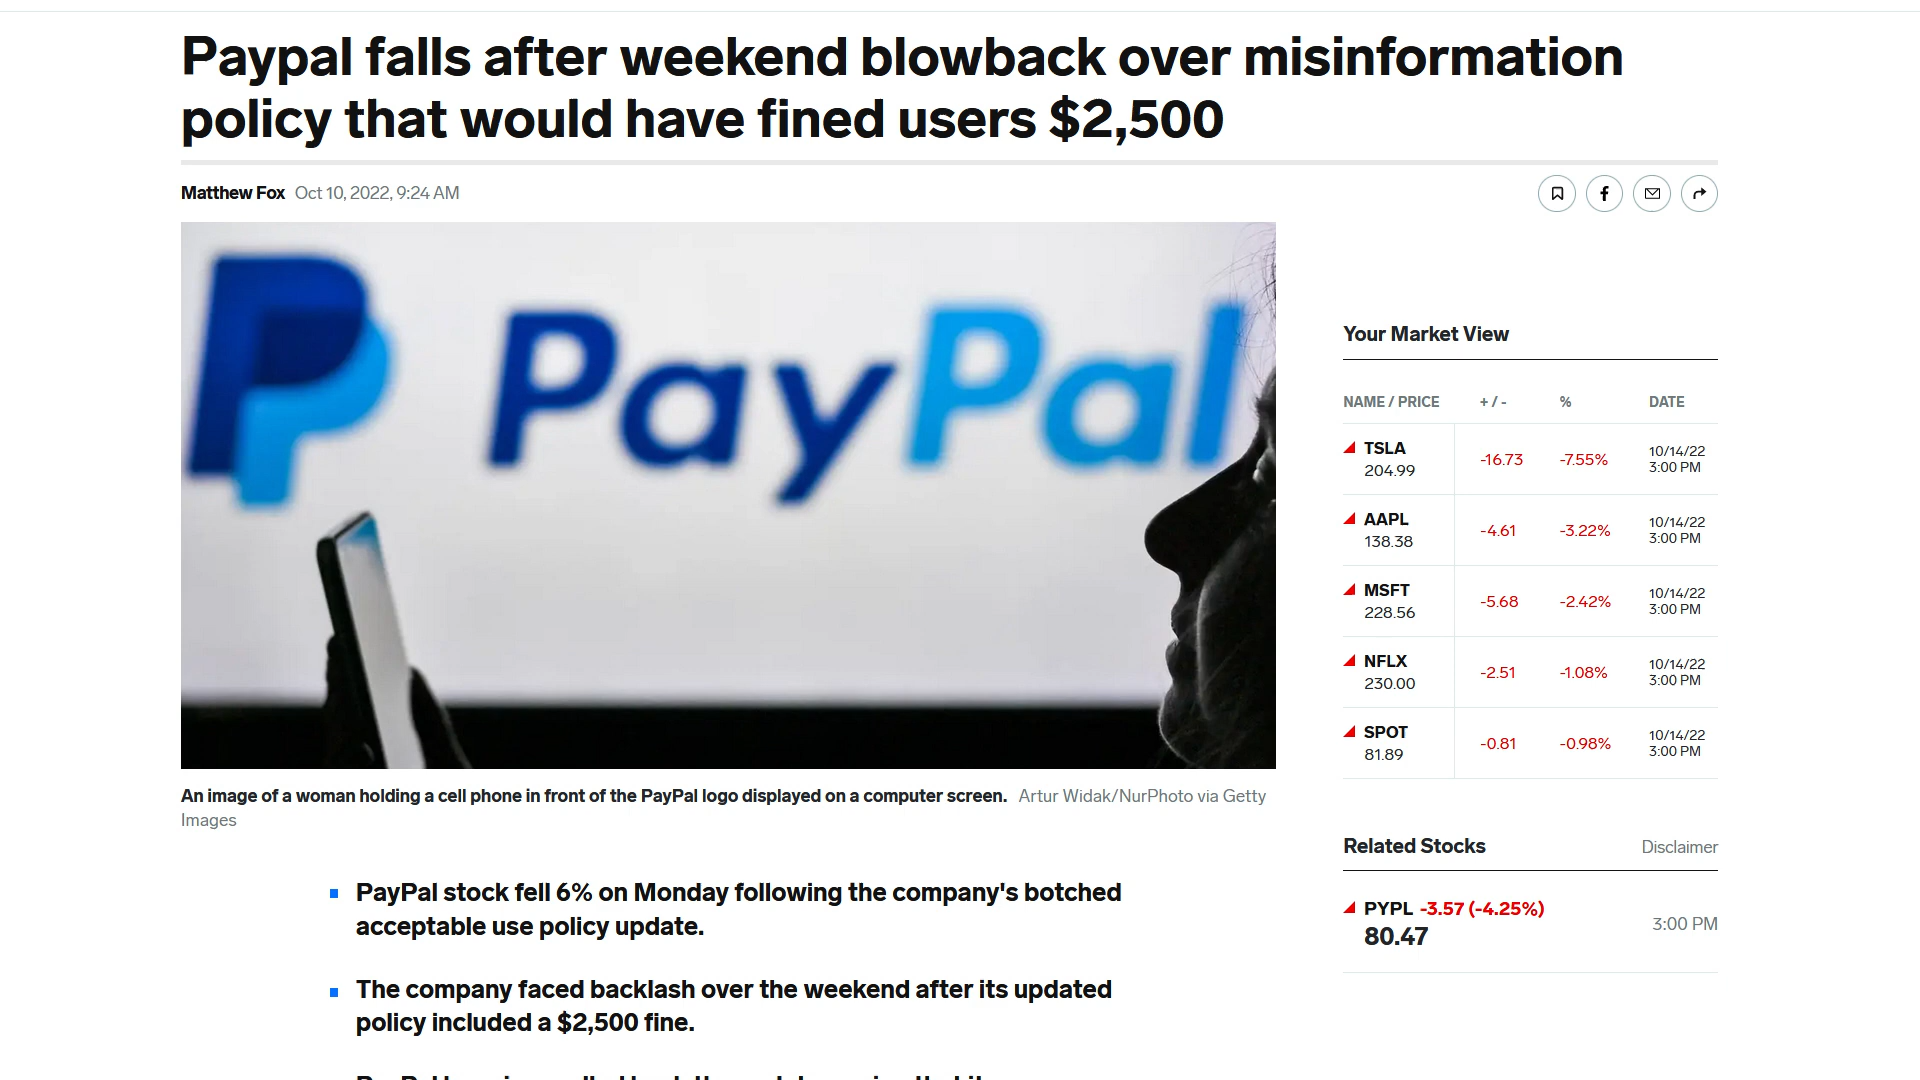 Paypal falls after weekend blowback over misinformation
policy that would have fined users $2,500
Matthew Fox Oct 10, 2022, 9:24 AM
PayPal
An image of a woman holding a cell phone in front of the PayPal logo displayed on a computer screen. Artur Widak/NurPhoto via Getty
Images
PayPal stock fell 6% on Monday following the company's botched
acceptable use policy update.
The company faced backlash over the weekend after its updated
policy included a $2,500 fine.
Your Market View
NAME / PRICE + / - % DATE
TSLA
204.99
-16.73 -7.55%
10/14/22
3:00 PM
AAPL
138.38
-4.61 -3.22%
10/14/22
3:00 PM
MSFT
228.56
-5.68 -2.42%
10/14/22
3:00 PM
NFLX
230.00
-2.51 -1.08%
10/14/22
3:00 PM
SPOT
81.89
-0.81 -0.98%
10/14/22
3:00 PM
Related Stocks Disclaimer
PYPL -3.57 (-4.25%)
80.47
3:00 PM